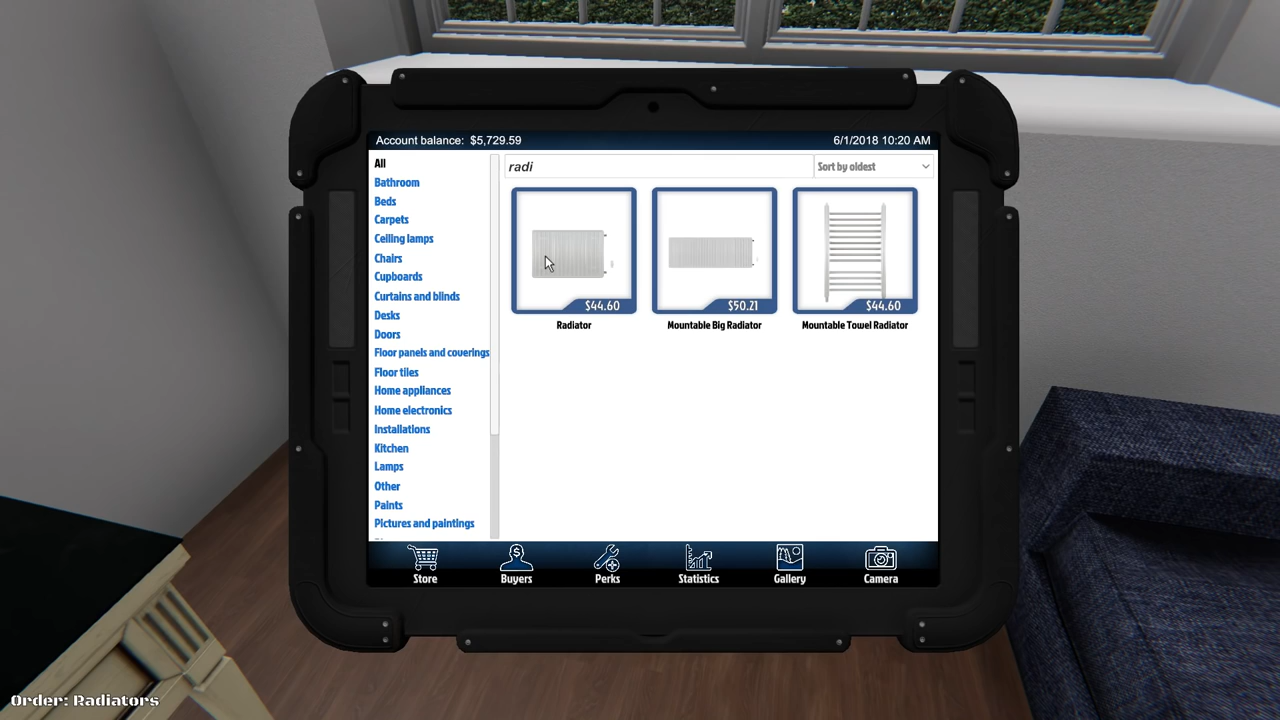 Account balance: $5,729.59
6/1/2018 10:20 AM
All
Bathroom
Beds
Carpets
Ceiling lamps
Chairs
Cupboards
Curtains and blinds
Desks
Doors
Floor panels and coverings
Floor tiles
Home appliances
Home electronics
Installations
Kitchen
Lamps
Other
Paints
Pictures and paintings
radi
Sort by oldest
$44.60
Radiator
$50.21
Mountable Big Radiator
$44.60
Mountable Towel Radiator
Store
Buyers
Perks
Statistics
Gallery
Camera
Order: Radiators